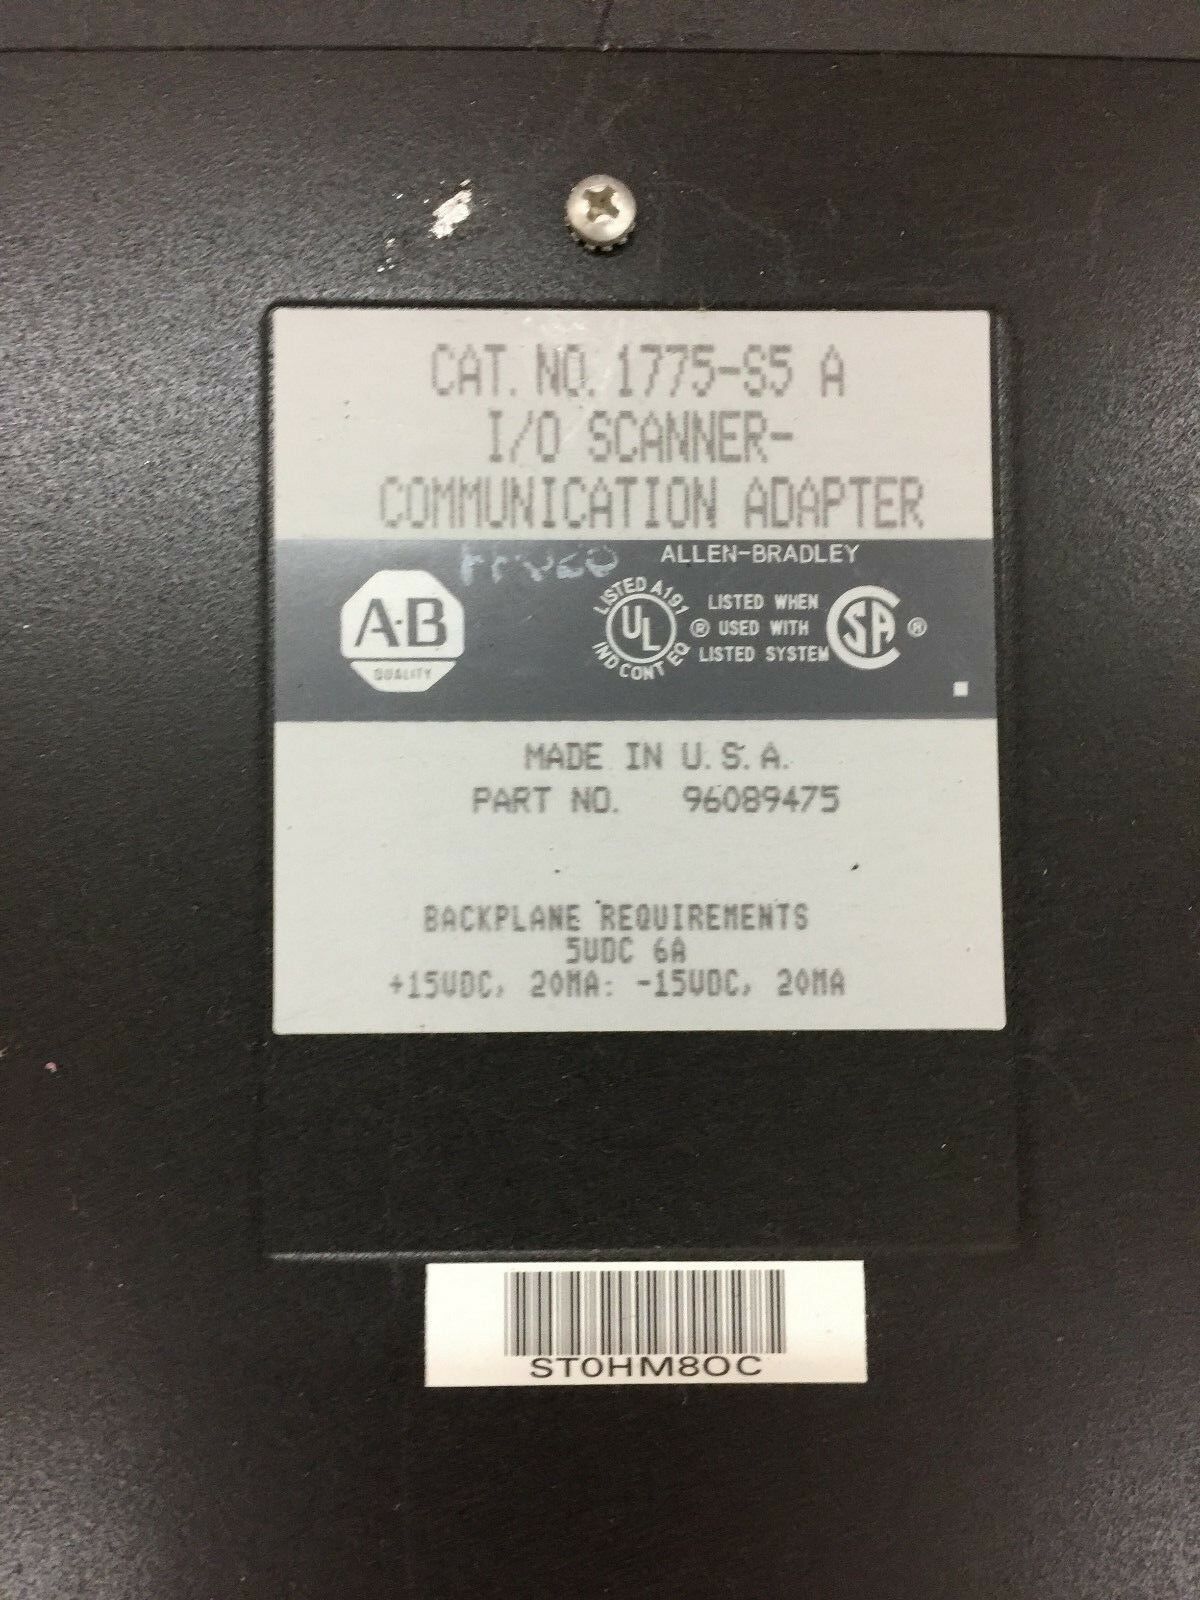 CAT. NO. 1775-S5 A
I/O SCANNER-
COMMUNICATION ADAPTER
ALLEN-BRADLEY
A-B
QUALITY
LISTED A191
UL
IND CONT EQ
LISTED WHEN
® USED WITH
LISTED SYSTEM
SA ®
MADE IN U.S.A.
PART NO. 96089475
BACKPLANE REQUIREMENTS
5VDC 6A
+15VDC, 20MA: -15VDC, 20MA
ST0HM8OC